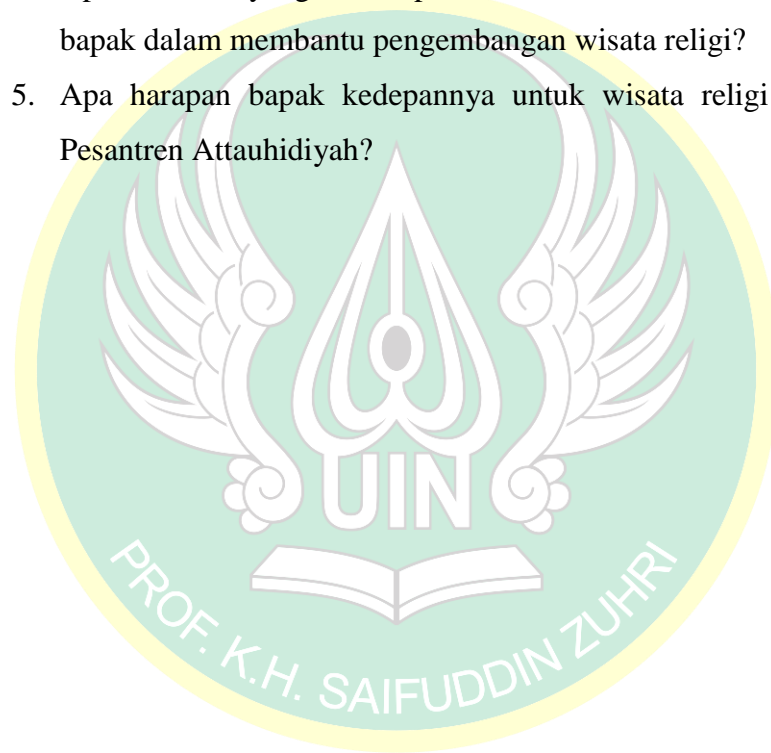 bapak dalam membantu pengembangan wisata religi?
5. Apa harapan bapak kedepannya untuk wisata religi
Pesantren Attauhidiyah?
UIN
PROF. K.H. SAIFUDDIN ZUHRI